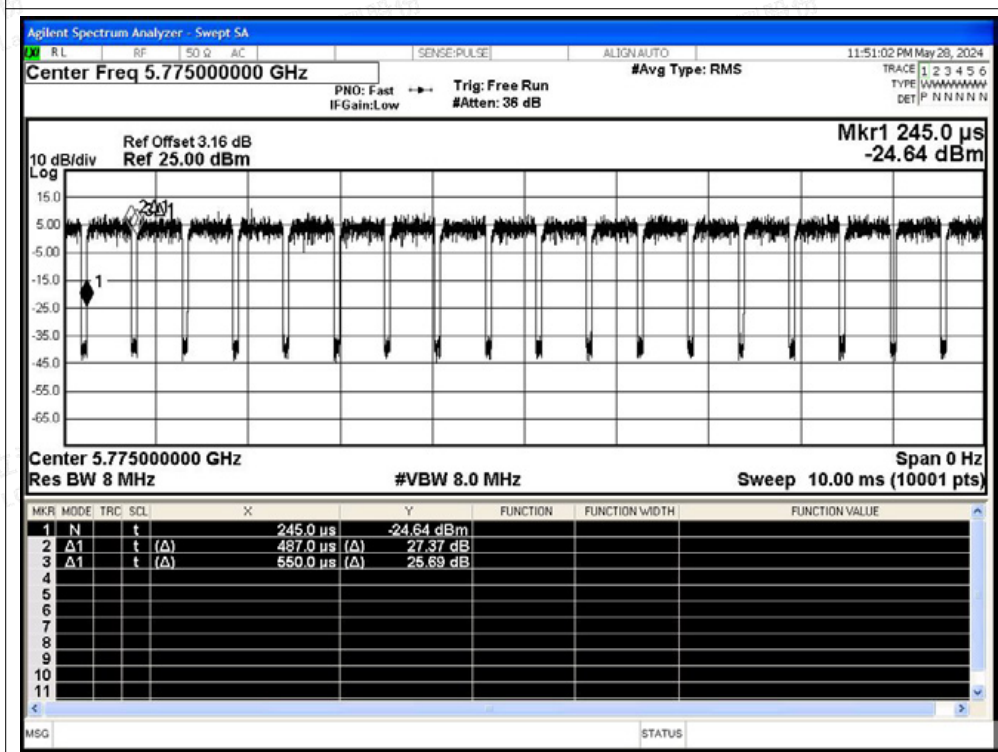 Agilent Spectrum Analyzer - Swept SA
RL RF 50 Ω AC SENSE:PULSE ALIGN AUTO 11:51:02 PM May 28, 2024
Center Freq 5.775000000 GHz #Avg Type: RMS TRACE 1 2 3 4 5 6
PNO: Fast Trig: Free Run TYPE WWWWWW
IFGain:Low #Atten: 36 dB DET P N N N N N
Mkr1 245.0 µs
Ref Offset 3.16 dB
10 dB/div Ref 25.00 dBm -24.64 dBm
Log
15.0
5.00
-5.00
-15.0
1
-25.0
-35.0
-45.0
-55.0
-65.0
Center 5.775000000 GHz Span 0 Hz
Res BW 8 MHz #VBW 8.0 MHz Sweep 10.00 ms (10001 pts)
MKR MODE TRC SCL X Y FUNCTION FUNCTION WIDTH FUNCTION VALUE
1 N t 245.0 µs -24.64 dBm
2 Δ1 t (Δ) 487.0 µs (Δ) 27.37 dB
3 Δ1 t (Δ) 550.0 µs (Δ) 25.69 dB
4
5
6
7
8
9
10
11
MSG STATUS